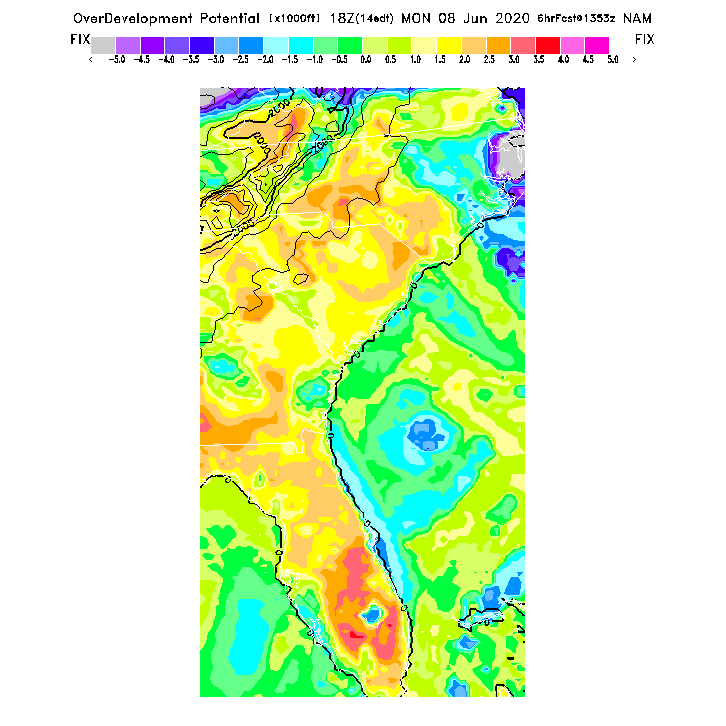 OverDevelopment Potential [x1000ft] 18Z(14edt) MON 08 Jun 2020 6hrFcst@1353z NAM
FIX FIX
< -5.0 -4.5 -4.0 -3.5 -2.5 -2.0 -1.5 -1.0 -0.5 0.0 0.5 1.0 1.5 2.0 2.5 3.0 3.5 4.0 4.5 5.0 >
2000
2000